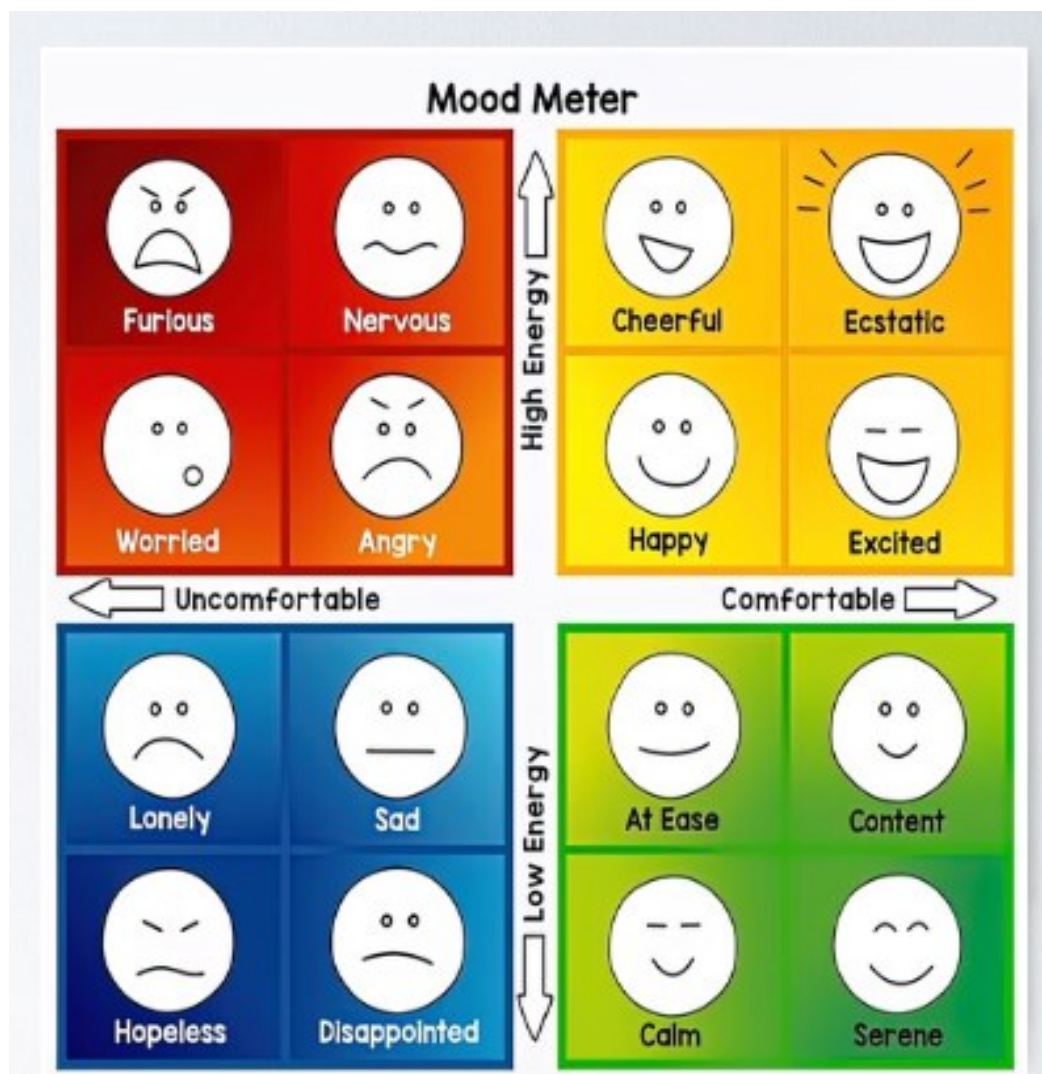 Mood Meter
Furious
Nervous
Cheerful
Ecstatic
High Energy
Worried
Angry
Happy
Excited
Uncomfortable
Comfortable
Lonely
Sad
At Ease
Content
Low Energy
Hopeless
Disappointed
Calm
Serene